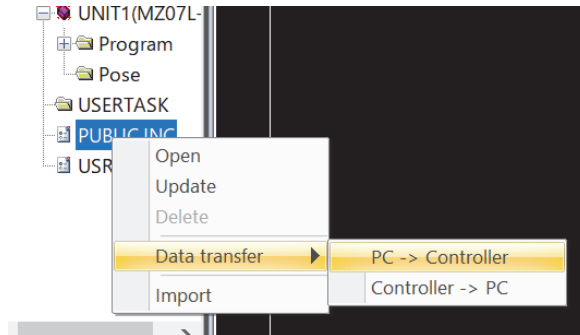 UNIT1(MZ07L-
Program
Pose
USERTASK
PUBLIC.INC
USR
Open
Update
Delete
Data transfer
PC -> Controller
Controller -> PC
Import